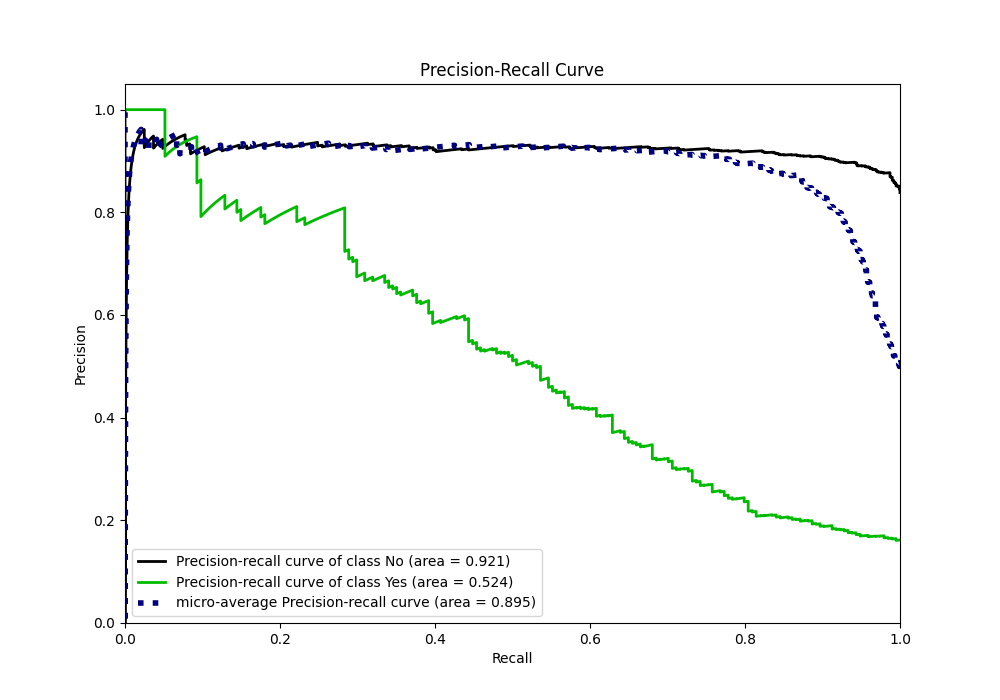 Precision-Recall Curve
1.0
0.8
0.6
0.4
0.2
0.0
Precision
Precision-recall curve of class No (area = 0.921)
Precision-recall curve of class Yes (area = 0.524)
micro-average Precision-recall curve (area = 0.895)
0.0 0.2 0.4 0.6 0.8 1.0
Recall